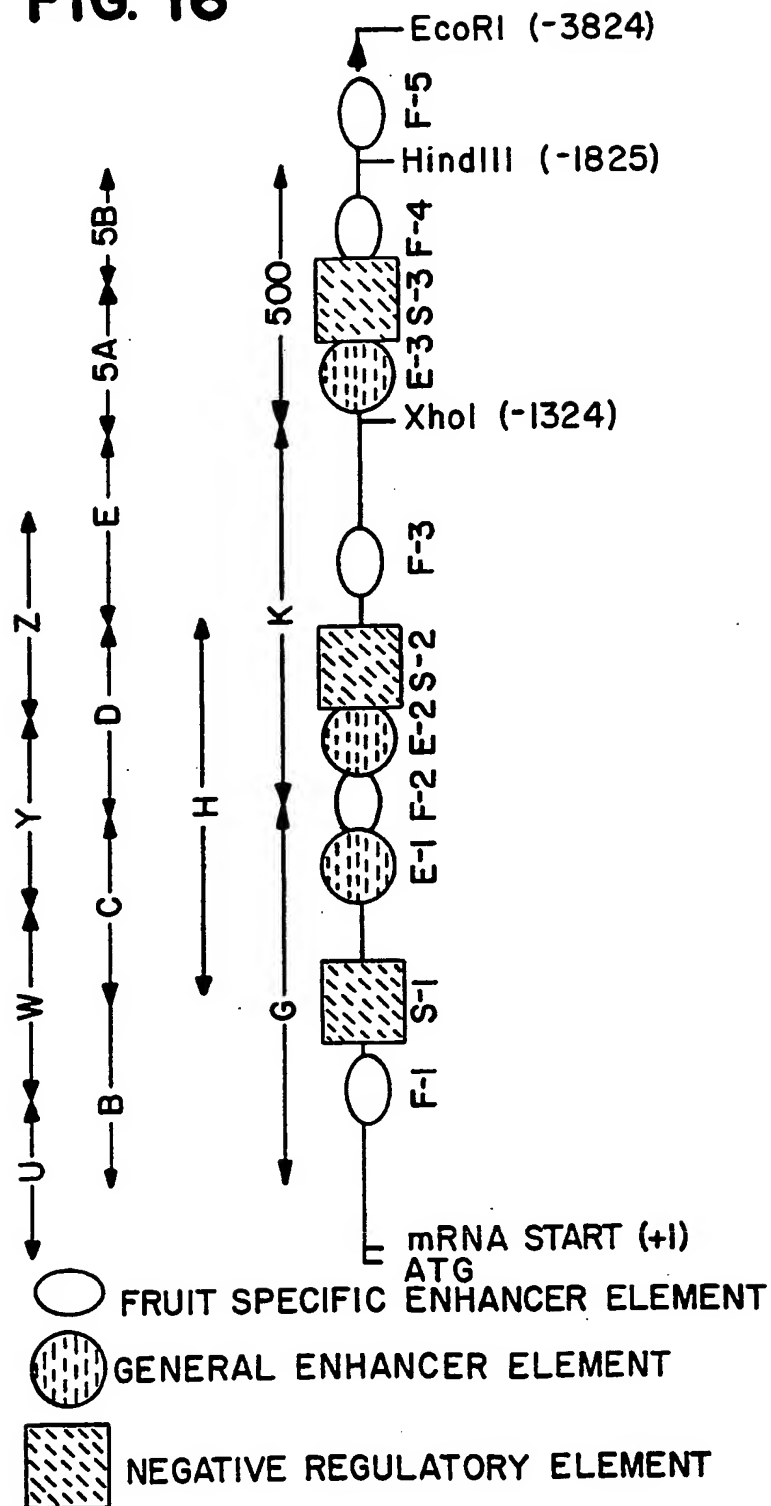 FIG. 16
EcoRI (-3824)
F-5
HindIII (-1825)
F-4
S-3
E-3
XhoI (-1324)
F-3
S-2
E-2
F-2
E-1
S-1
F-1
mRNA START (+1)
ATG
500
K
G
H
5B
5A
E
D
C
B
Z
Y
W
U
FRUIT SPECIFIC ENHANCER ELEMENT
GENERAL ENHANCER ELEMENT
NEGATIVE REGULATORY ELEMENT